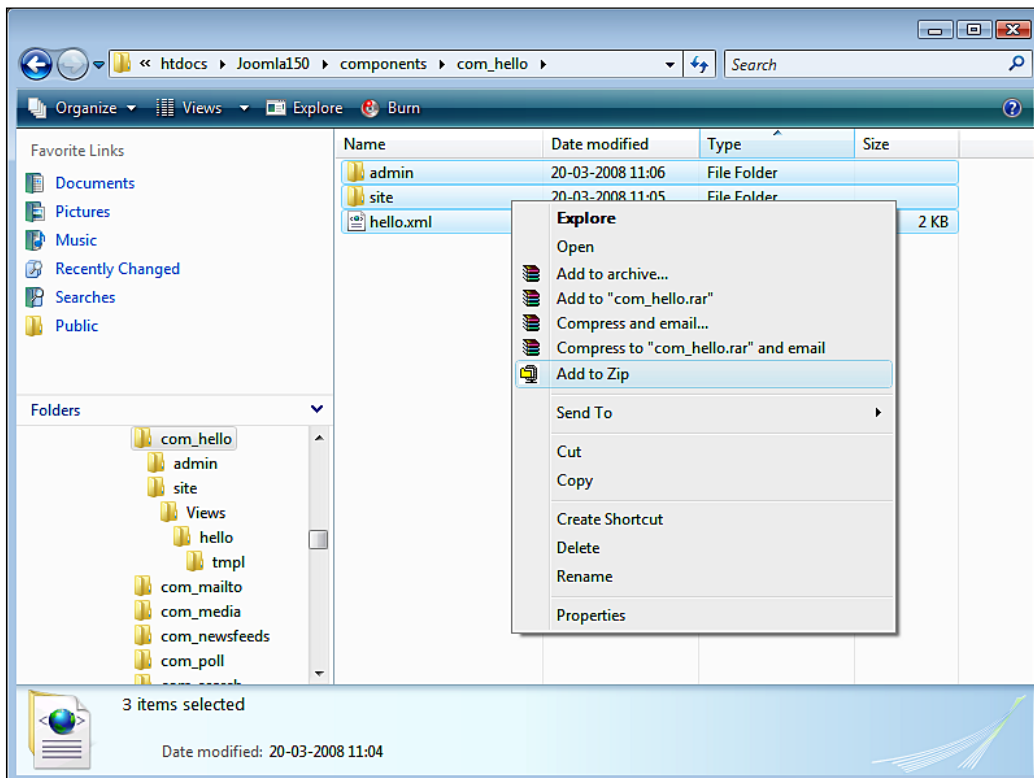 « htdocs Joomla150 components com_hello Search
Organize Views Explore Burn ?
Favorite Links
Documents
Pictures
Music
Recently Changed
Searches
Public
Folders
com_hello
admin
site
Views
hello
tmpl
com_mailto
com_media
com_newsfeeds
com_poll
Name Date modified Type Size
admin 20-03-2008 11:06 File Folder
site 20-03-2008 11:05 File Folder
hello.xml 2 KB
Explore
Open
Add to archive...
Add to "com_hello.rar"
Compress and email...
Compress to "com_hello.rar" and email
Add to Zip
Send To
Cut
Copy
Create Shortcut
Delete
Rename
Properties
3 items selected
Date modified: 20-03-2008 11:04